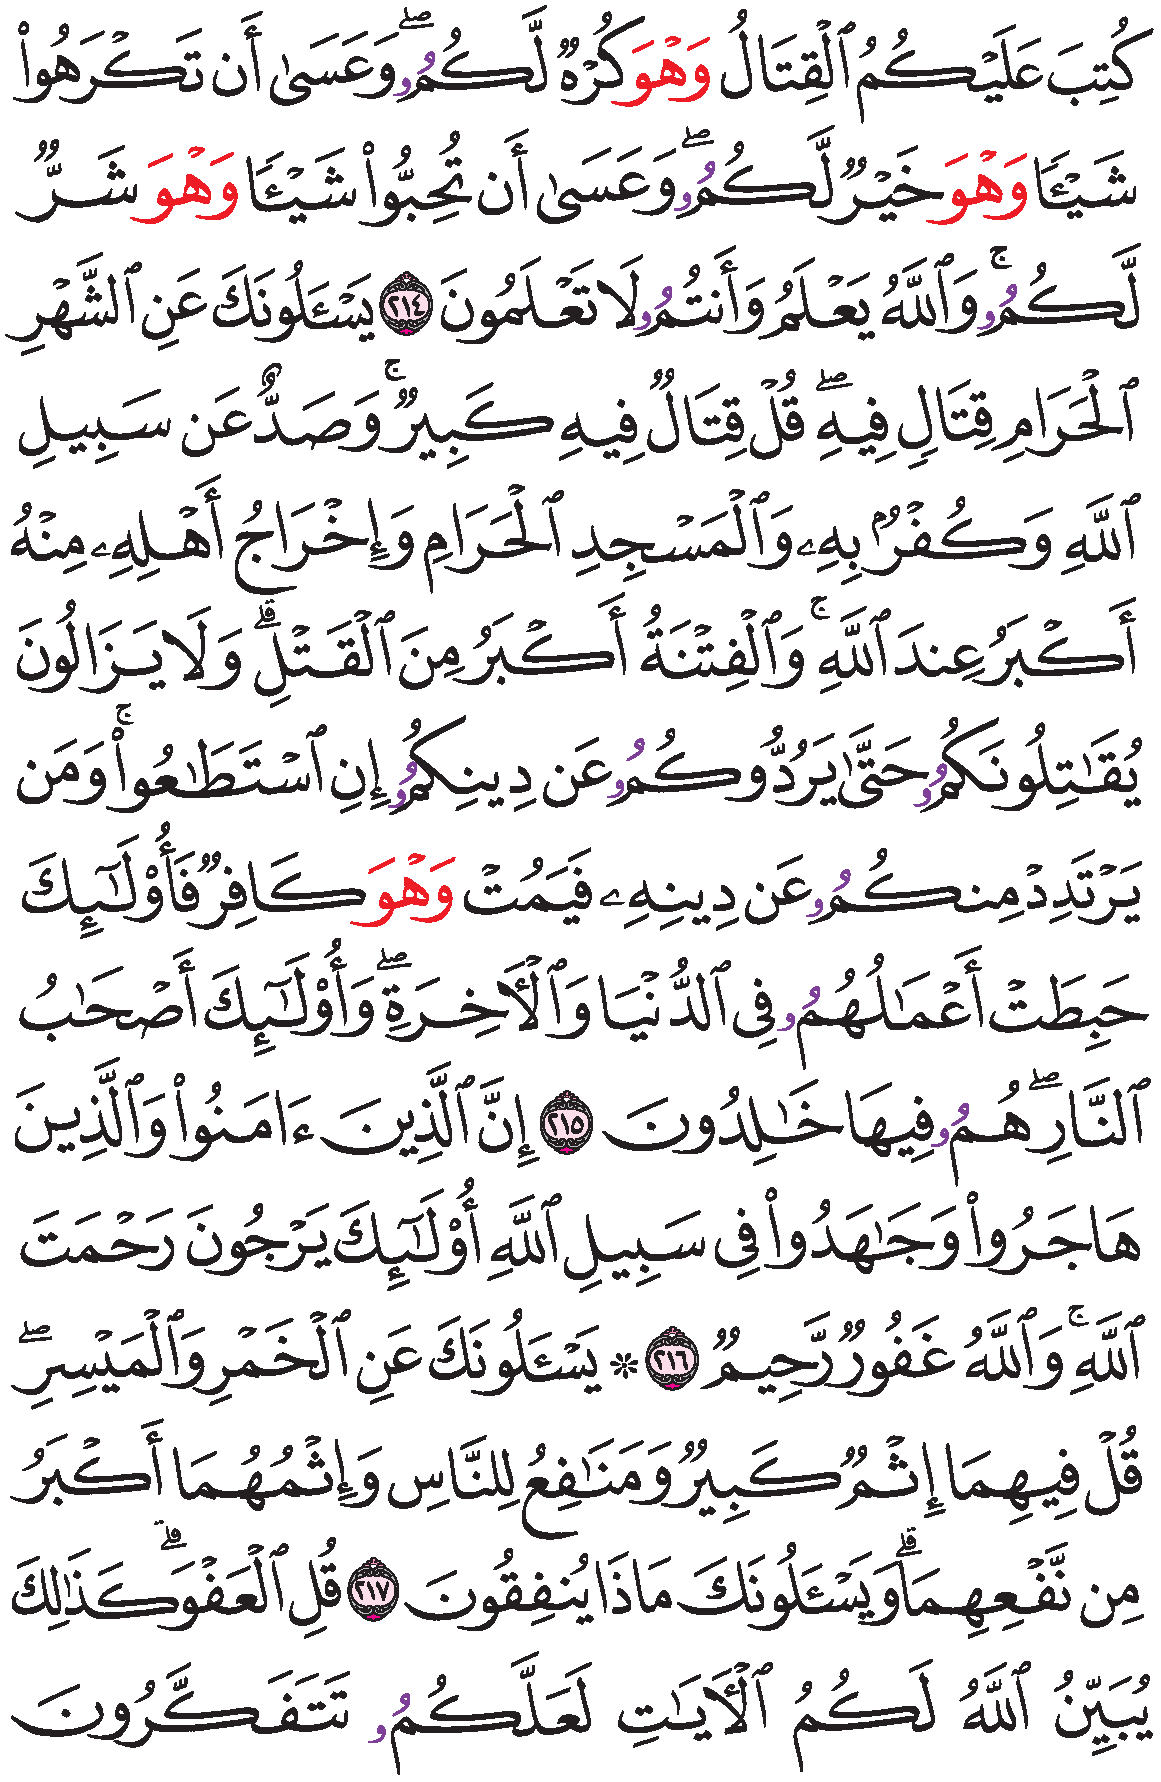 كُتِبَ عَلَيْكُمُ ٱلْقِتَالُ وَهْوَ كُرْهٌ لَّكُمُۥ ۖ وَعَسَىٰ أَن تَكْرَهُوا۟
شَيْـًٔا وَهْوَ خَيْرٌ لَّكُمُۥ ۖ وَعَسَىٰ أَن تُحِبُّوا۟ شَيْـًٔا وَهْوَ شَرٌّ
لَّكُمُۥ ۚ وَٱللَّهُ يَعْلَمُ وَأَنتُمُۥ لَا تَعْلَمُونَ ٢١٤ يَسْـَٔلُونَكَ عَنِ ٱلشَّهْرِ
ٱلْحَرَامِ قِتَالٍ فِيهِ ۖ قُلْ قِتَالٌ فِيهِ كَبِيرٌ ۚ وَصَدٌّ عَن سَبِيلِ
ٱللَّهِ وَكُفْرٌۢ بِهِۦ وَٱلْمَسْجِدِ ٱلْحَرَامِ وَإِخْرَاجُ أَهْلِهِۦ مِنْهُ
أَكْبَرُ عِندَ ٱللَّهِ ۚ وَٱلْفِتْنَةُ أَكْبَرُ مِنَ ٱلْقَتْلِ ۗ وَلَا يَزَالُونَ
يُقَـٰتِلُونَكُمُۥ حَتَّىٰ يَرُدُّوكُمُۥ عَن دِينِكُمُۥ إِنِ ٱسْتَطَـٰعُوا۟ ۚ وَمَن
يَرْتَدِدْ مِنكُمُۥ عَن دِينِهِۦ فَيَمُتْ وَهْوَ كَافِرٌ فَأُو۟لَـٰٓئِكَ
حَبِطَتْ أَعْمَـٰلُهُمُۥ فِى ٱلدُّنْيَا وَٱلْأَخِرَةِ ۖ وَأُو۟لَـٰٓئِكَ أَصْحَـٰبُ
ٱلنَّارِ ۖ هُمُۥ فِيهَا خَـٰلِدُونَ ٢١٥ إِنَّ ٱلَّذِينَ ءَامَنُوا۟ وَٱلَّذِينَ
هَاجَرُوا۟ وَجَـٰهَدُوا۟ فِى سَبِيلِ ٱللَّهِ أُو۟لَـٰٓئِكَ يَرْجُونَ رَحْمَتَ
ٱللَّهِ ۚ وَٱللَّهُ غَفُورٌ رَّحِيمٌ ٢١٦ ۞ يَسْـَٔلُونَكَ عَنِ ٱلْخَمْرِ وَٱلْمَيْسِرِ ۖ
قُلْ فِيهِمَا إِثْمٌ كَبِيرٌ وَمَنَـٰفِعُ لِلنَّاسِ وَإِثْمُهُمَا أَكْبَرُ
مِن نَّفْعِهِمَا ۗ وَيَسْـَٔلُونَكَ مَاذَا يُنفِقُونَ ٢١٧ قُلِ ٱلْعَفْوَ ۗ كَذَٰلِكَ
يُبَيِّنُ ٱللَّهُ لَكُمُ ٱلْأَيَـٰتِ لَعَلَّكُمُۥ تَتَفَكَّرُونَ